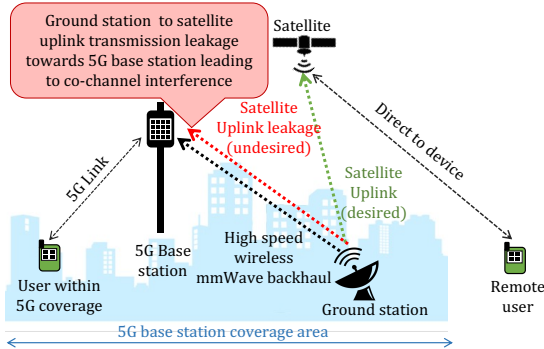 Ground station to satellite
uplink transmission leakage
towards 5G base station leading
to co-channel interference
Satellite
Satellite
Uplink leakage
(undesired)
Direct to device
5G Link
Satellite
Uplink
(desired)
High speed
wireless
mmWave backhaul
5G Base
station
User within
5G coverage
Ground station
Remote
user
5G base station coverage area